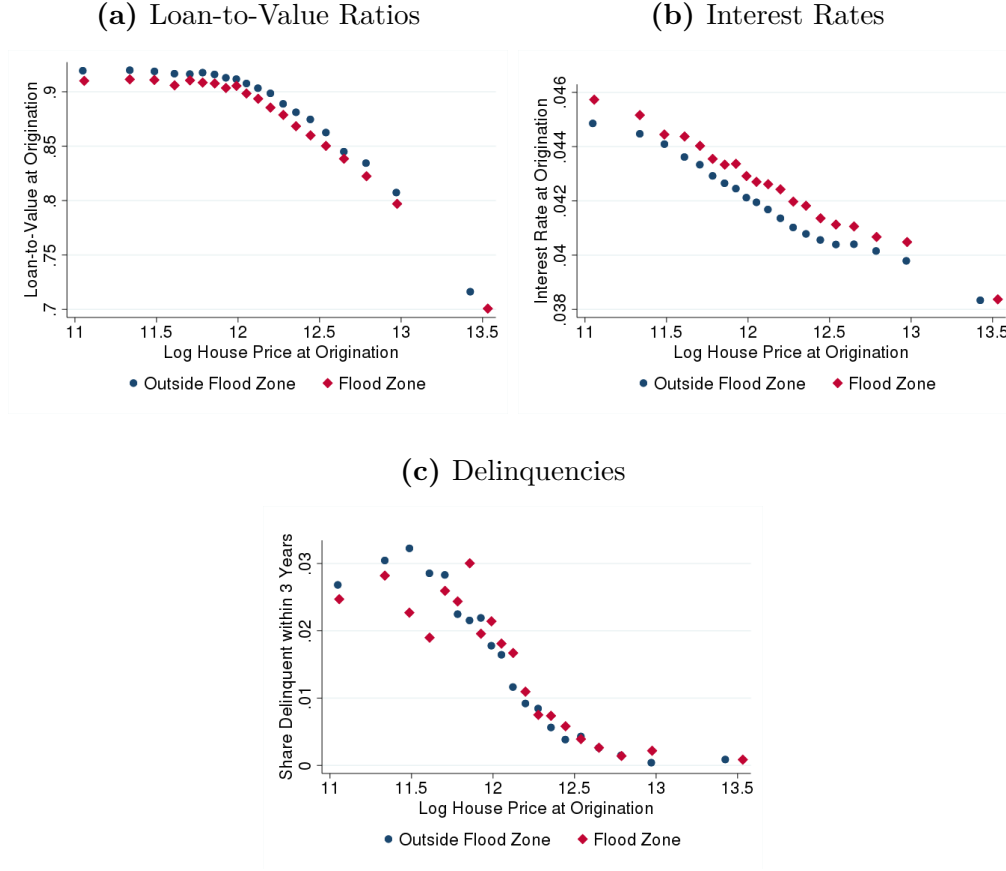 (a) Loan-to-Value Ratios
Loan-to-Value at Origination
.9
.85
.8
.75
.7
11
11.5
12
12.5
13
13.5
Log House Price at Origination
Outside Flood Zone
Flood Zone
(b) Interest Rates
Interest Rate at Origination
.046
.044
.042
.04
.038
11
11.5
12
12.5
13
13.5
Log House Price at Origination
Outside Flood Zone
Flood Zone
(c) Delinquencies
Share Delinquent within 3 Years
.03
.02
.01
0
11
11.5
12
12.5
13
13.5
Log House Price at Origination
Outside Flood Zone
Flood Zone